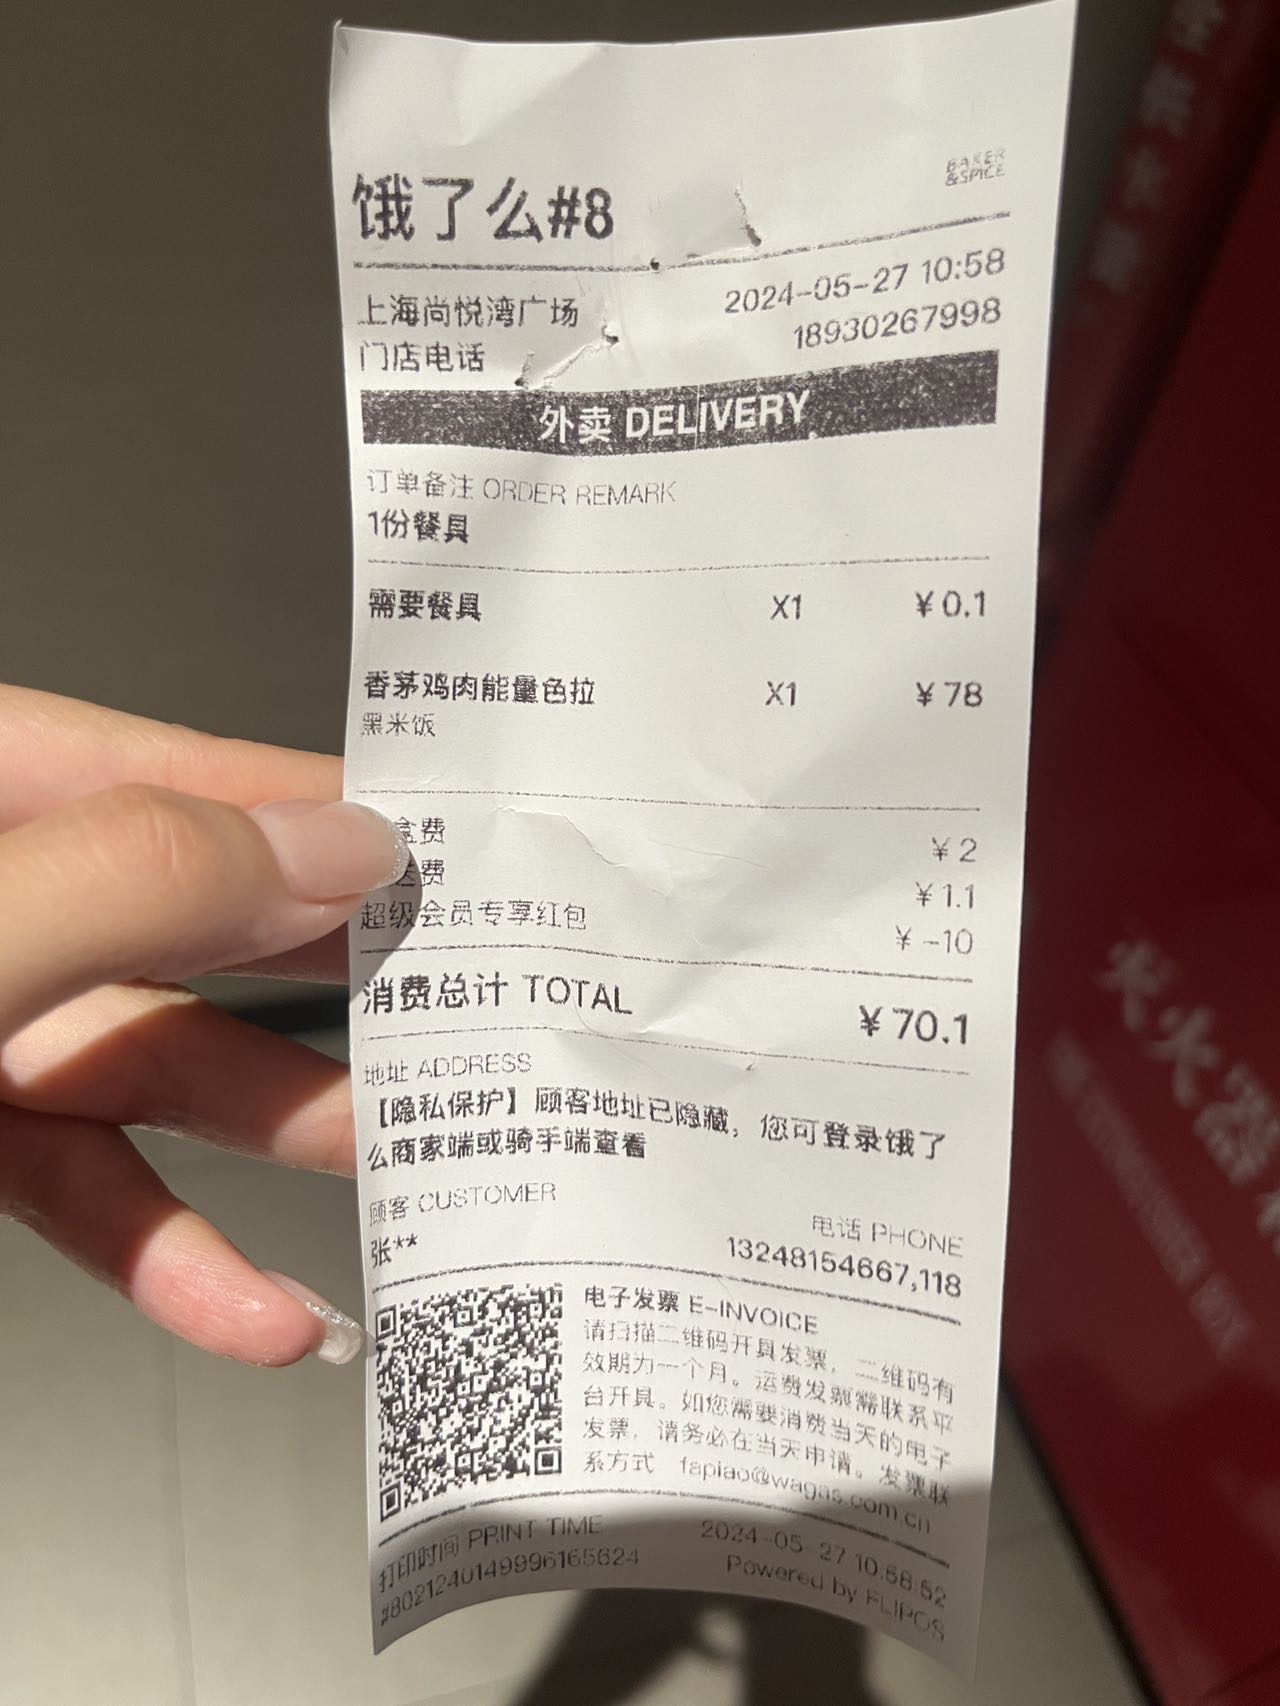 BAKER
&SPICE
饿了么#8
上海尚悦湾广场 2024-05-27 10:58
门店电话 18930267998
外卖 DELIVERY
订单备注 ORDER REMARK
1份餐具
需要餐具 X1 ¥0.1
香茅鸡肉能量色拉 X1 ¥78
黑米饭
盒费 ¥2
送费 ¥1.1
超级会员专享红包 ¥-10
消费总计 TOTAL ¥70.1
地址 ADDRESS
【隐私保护】顾客地址已隐藏，您可登录饿了
么商家端或骑手端查看
顾客 CUSTOMER 电话 PHONE
张** 13248154667,118
电子发票 E-INVOICE
请扫描二维码开具发票，二维码有
效期为一个月。运费发票需联系平
台开具。如您需要消费当天的电子
发票，请务必在当天申请。发票联
系方式 fapiao@wagas.com.cn
打印时间 PRINT TIME 2024-05-27 10:58:52
#80212401499961656​24 Powered by FLIPOS
灭火器